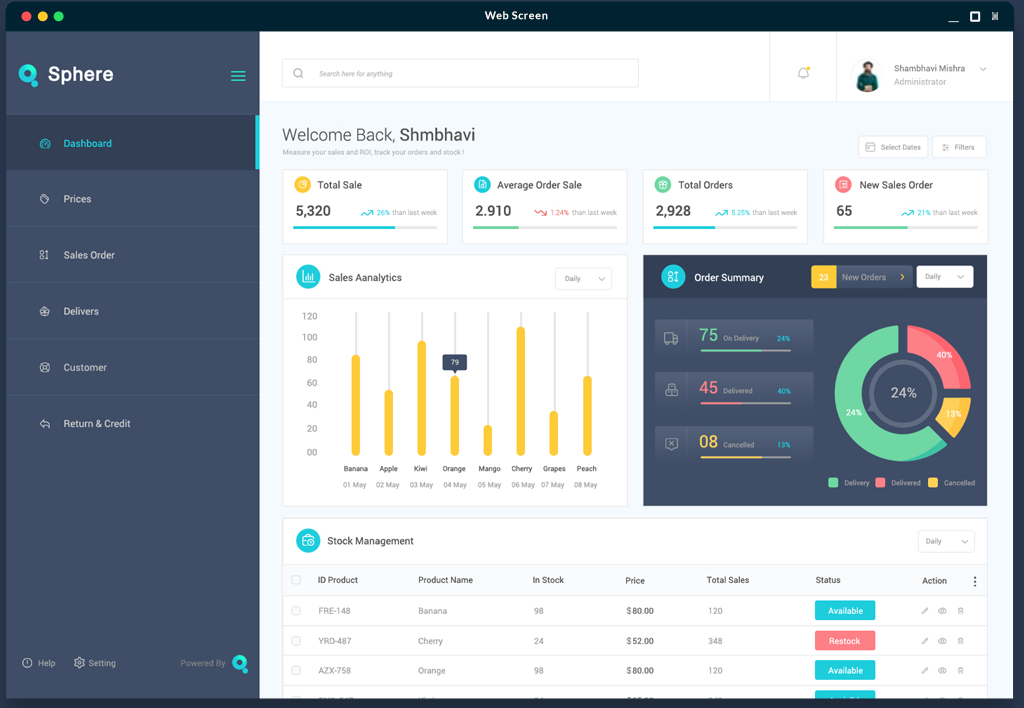 Web Screen
Sphere
Dashboard
Prices
Sales Order
Delivers
Customer
Return & Credit
Help
Setting
Powered By
Search here for anything
Shambhavi Mishra
Administrator
Welcome Back, Shmbhavi
Measure your sales and ROI, track your orders and stock !
Select Dates
Filters
Total Sale
5,320
26% than last week
Average Order Sale
2.910
1.24% than last week
Total Orders
2,928
5.25% than last week
New Sales Order
65
21% than last week
Sales Aanalytics
Daily
120
100
80
60
40
20
00
79
Banana Apple Kiwi Orange Mango Cherry Grapes Peach
01 May 02 May 03 May 04 May 05 May 06 May 07 May 08 May
Order Summary
23 New Orders
Daily
75 On Delivery 24%
45 Delivered 40%
08 Cancelled 13%
40%
24%
24%
13%
Delivery Delivered Cancelled
Stock Management
Daily
ID Product Product Name In Stock Price Total Sales Status Action
FRE-148 Banana 98 $80.00 120 Available
YRD-487 Cherry 24 $52.00 348 Restock
AZX-758 Orange 98 $80.00 120 Available